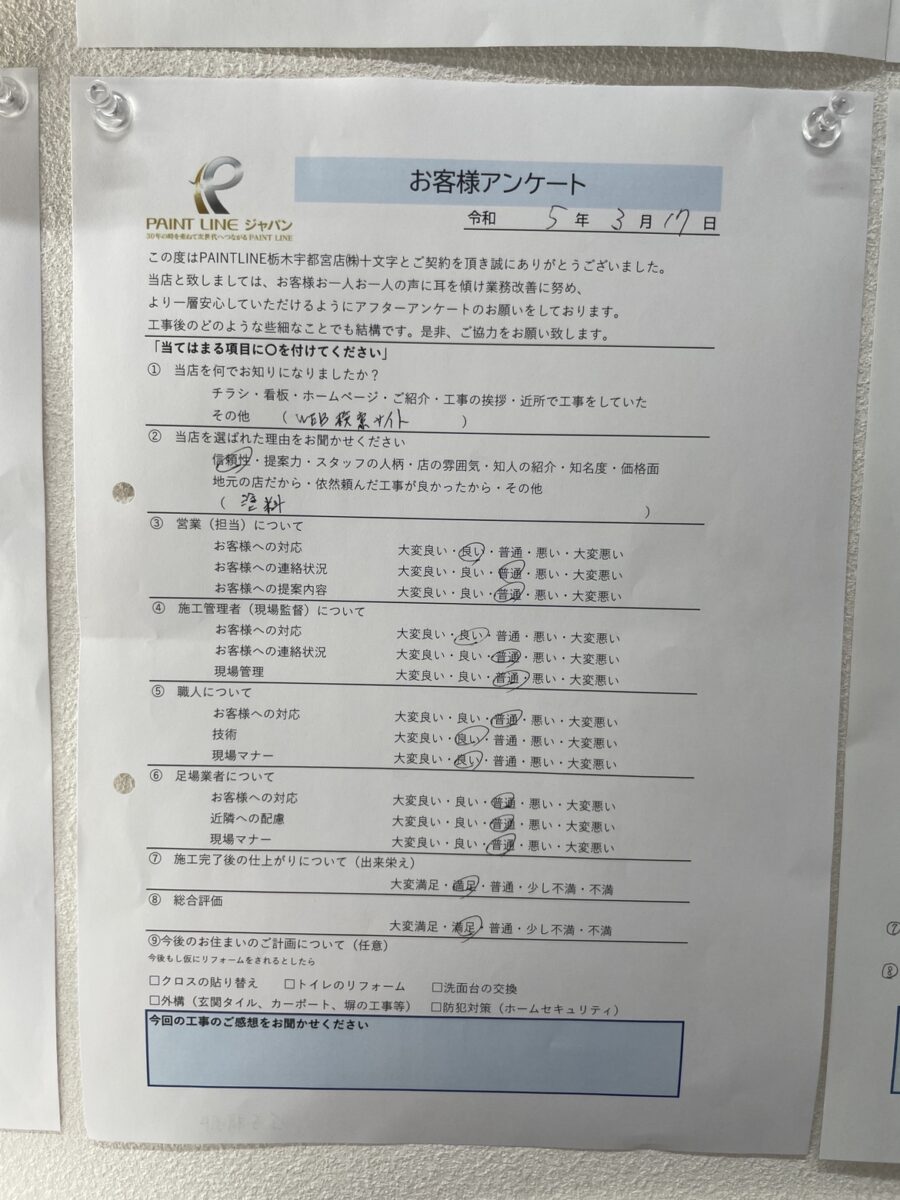 お客様アンケート
令和 5 年 3 月 17 日
PAINT LINE ジャパン
30年の時を重ねて次世代へつながる PAINT LINE
この度はPAINTLINE栃木宇都宮店㈱十文字とご契約を頂き誠にありがとうございました。
当店と致しましては、お客様お一人お一人の声に耳を傾け業務改善に努め、
より一層安心していただけるようにアフターアンケートのお願いをしております。
工事後のどのような些細なことでも結構です。是非、ご協力をお願い致します。
「当てはまる項目に〇を付けてください」
① 当店を何でお知りになりましたか？
チラシ・看板・ホームページ・ご紹介・工事の挨拶・近所で工事をしていた
その他 （ WEB検索サイト ）
② 当店を選ばれた理由をお聞かせください
信頼性・提案力・スタッフの人柄・店の雰囲気・知人の紹介・知名度・価格面
地元の店だから・依然頼んだ工事が良かったから・その他
（ 塗料 ）
③ 営業（担当）について
お客様への対応 大変良い・良い・普通・悪い・大変悪い
お客様への連絡状況 大変良い・良い・普通・悪い・大変悪い
お客様への提案内容 大変良い・良い・普通・悪い・大変悪い
④ 施工管理者（現場監督）について
お客様への対応 大変良い・良い・普通・悪い・大変悪い
お客様への連絡状況 大変良い・良い・普通・悪い・大変悪い
現場管理 大変良い・良い・普通・悪い・大変悪い
⑤ 職人について
お客様への対応 大変良い・良い・普通・悪い・大変悪い
技術 大変良い・良い・普通・悪い・大変悪い
現場マナー 大変良い・良い・普通・悪い・大変悪い
⑥ 足場業者について
お客様への対応 大変良い・良い・普通・悪い・大変悪い
近隣への配慮 大変良い・良い・普通・悪い・大変悪い
現場マナー 大変良い・良い・普通・悪い・大変悪い
⑦ 施工完了後の仕上がりについて（出来栄え）
大変満足・満足・普通・少し不満・不満
⑧ 総合評価
大変満足・満足・普通・少し不満・不満
⑨今後のお住まいのご計画について（任意）
今後もし仮にリフォームをされるとしたら
□クロスの貼り替え □トイレのリフォーム □洗面台の交換
□外構（玄関タイル、カーポート、塀の工事等） □防犯対策（ホームセキュリティ）
今回の工事のご感想をお聞かせください
⑦
⑧